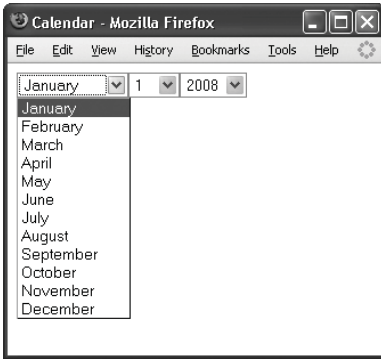 Calendar - Mozilla Firefox
File Edit View History Bookmarks Tools Help
January 1 2008
January
February
March
April
May
June
July
August
September
October
November
December